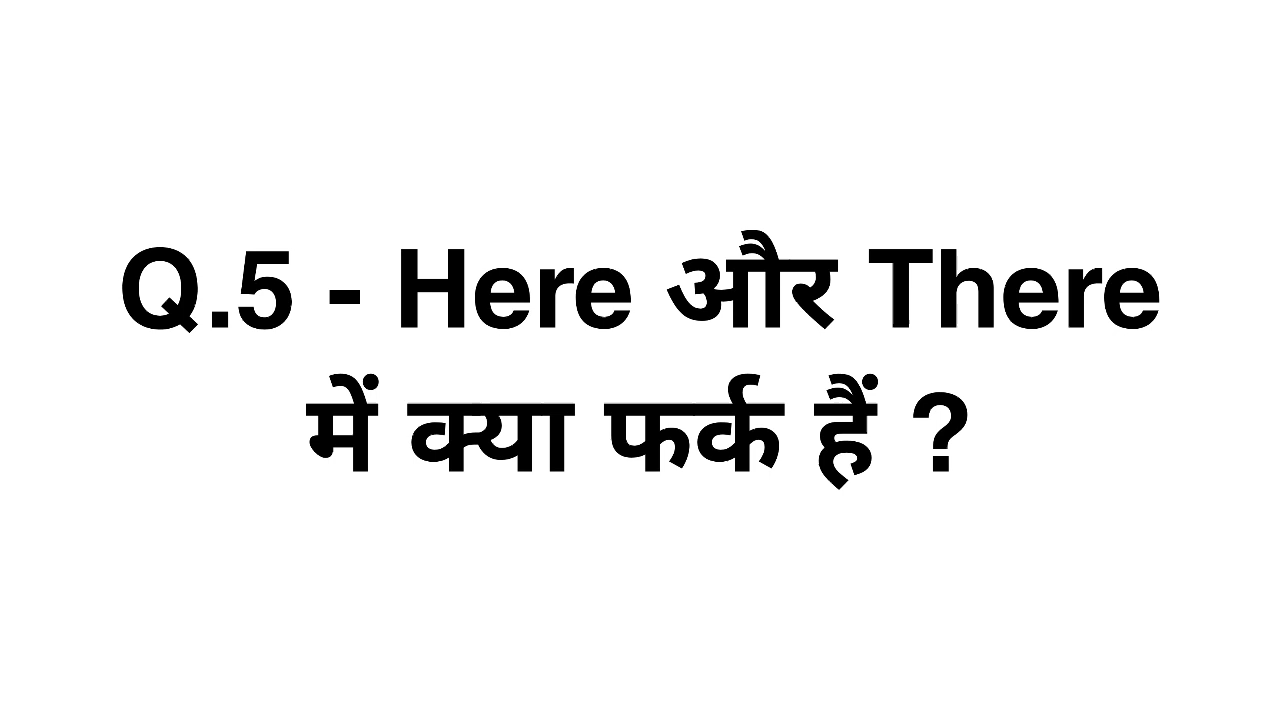 Q.5 - Here और There
में क्या फर्क हैं ?